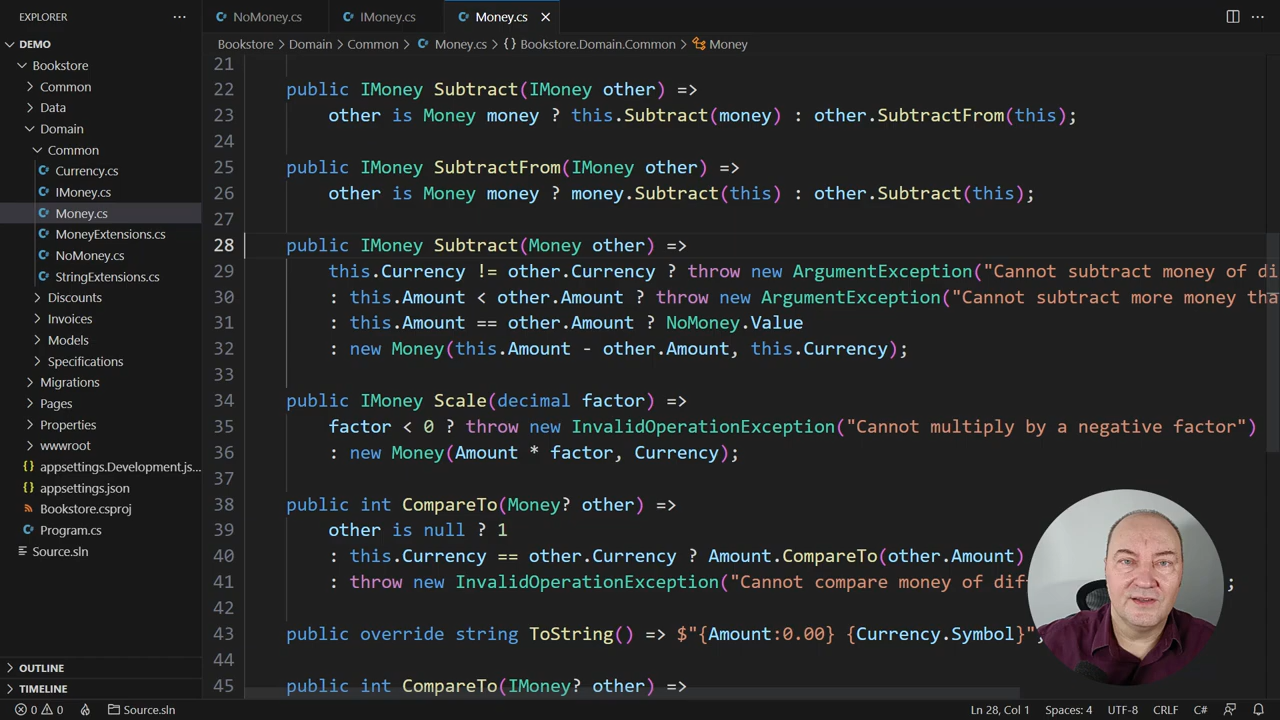 EXPLORER
NoMoney.cs
IMoney.cs
Money.cs
DEMO
Bookstore
Common
Data
Domain
Common
Currency.cs
IMoney.cs
Money.cs
MoneyExtensions.cs
NoMoney.cs
StringExtensions.cs
Discounts
Invoices
Models
Specifications
Migrations
Pages
Properties
wwwroot
appsettings.Development.js...
appsettings.json
Bookstore.csproj
Program.cs
Source.sln
OUTLINE
TIMELINE
Bookstore > Domain > Common > Money.cs > {} Bookstore.Domain.Common > Money
21
22 public IMoney Subtract(IMoney other) =>
23 other is Money money ? this.Subtract(money) : other.SubtractFrom(this);
24
25 public IMoney SubtractFrom(IMoney other) =>
26 other is Money money ? money.Subtract(this) : other.Subtract(this);
27
28 public IMoney Subtract(Money other) =>
29 this.Currency != other.Currency ? throw new ArgumentException("Cannot subtract money of di
30 : this.Amount < other.Amount ? throw new ArgumentException("Cannot subtract more money tha
31 : this.Amount == other.Amount ? NoMoney.Value
32 : new Money(this.Amount - other.Amount, this.Currency);
33
34 public IMoney Scale(decimal factor) =>
35 factor < 0 ? throw new InvalidOperationException("Cannot multiply by a negative factor")
36 : new Money(Amount * factor, Currency);
37
38 public int CompareTo(Money? other) =>
39 other is null ? 1
40 : this.Currency == other.Currency ? Amount.CompareTo(other.Amount)
41 : throw new InvalidOperationException("Cannot compare money of diff ;
42
43 public override string ToString() => $"{Amount:0.00} {Currency.Symbol}";
44
45 public int CompareTo(IMoney? other) =>
0 0 Source.sln
Ln 28, Col 1 Spaces: 4 UTF-8 CRLF C#